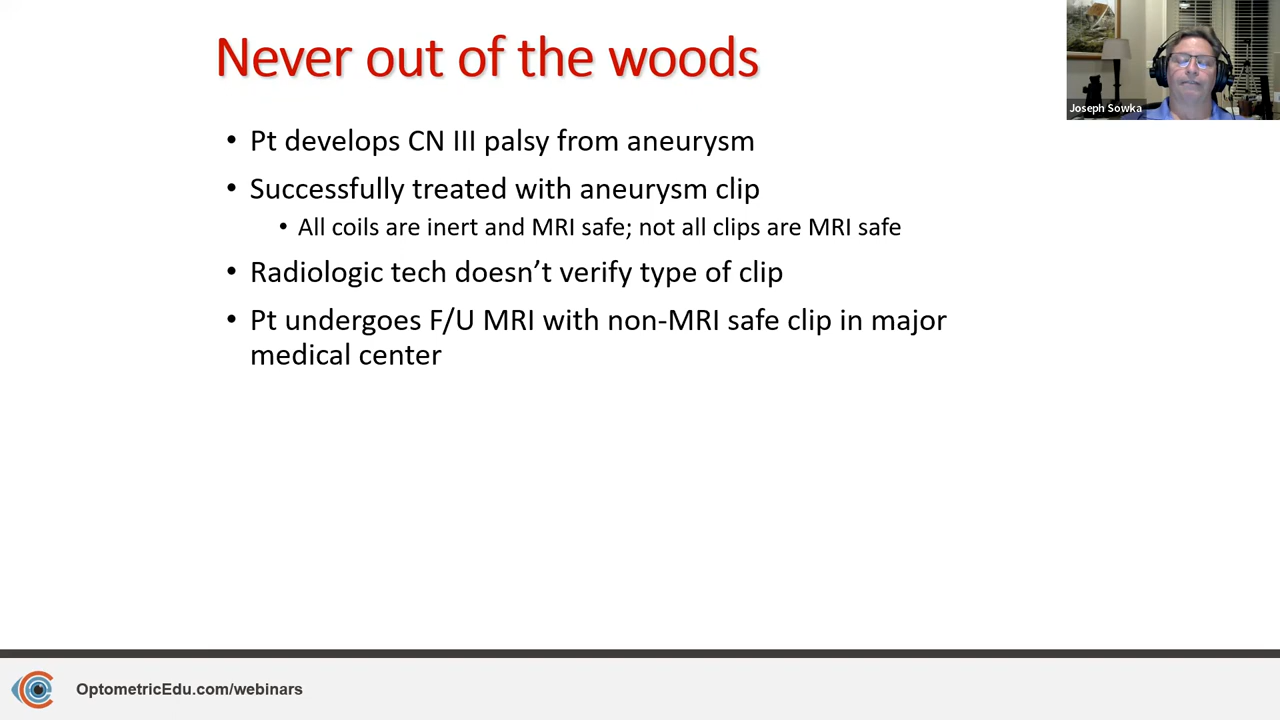 Never out of the woods
Joseph Sowka
• Pt develops CN III palsy from aneurysm
• Successfully treated with aneurysm clip
• All coils are inert and MRI safe; not all clips are MRI safe
• Radiologic tech doesn’t verify type of clip
• Pt undergoes F/U MRI with non-MRI safe clip in major
medical center
OptometricEdu.com/webinars